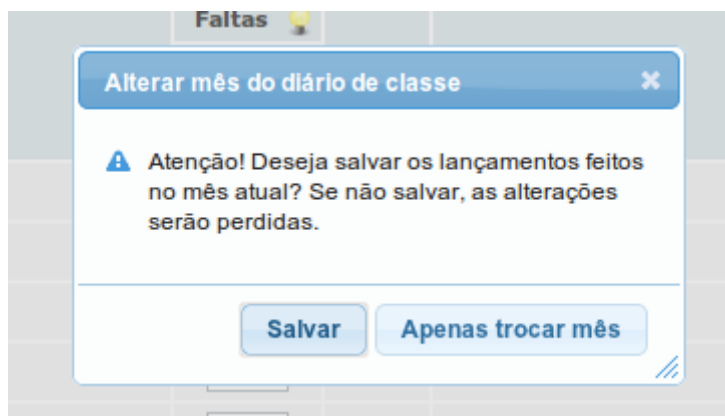 Faltas
Alterar mês do diário de classe
Atenção! Deseja salvar os lançamentos feitos
no mês atual? Se não salvar, as alterações
serão perdidas.
Salvar
Apenas trocar mês